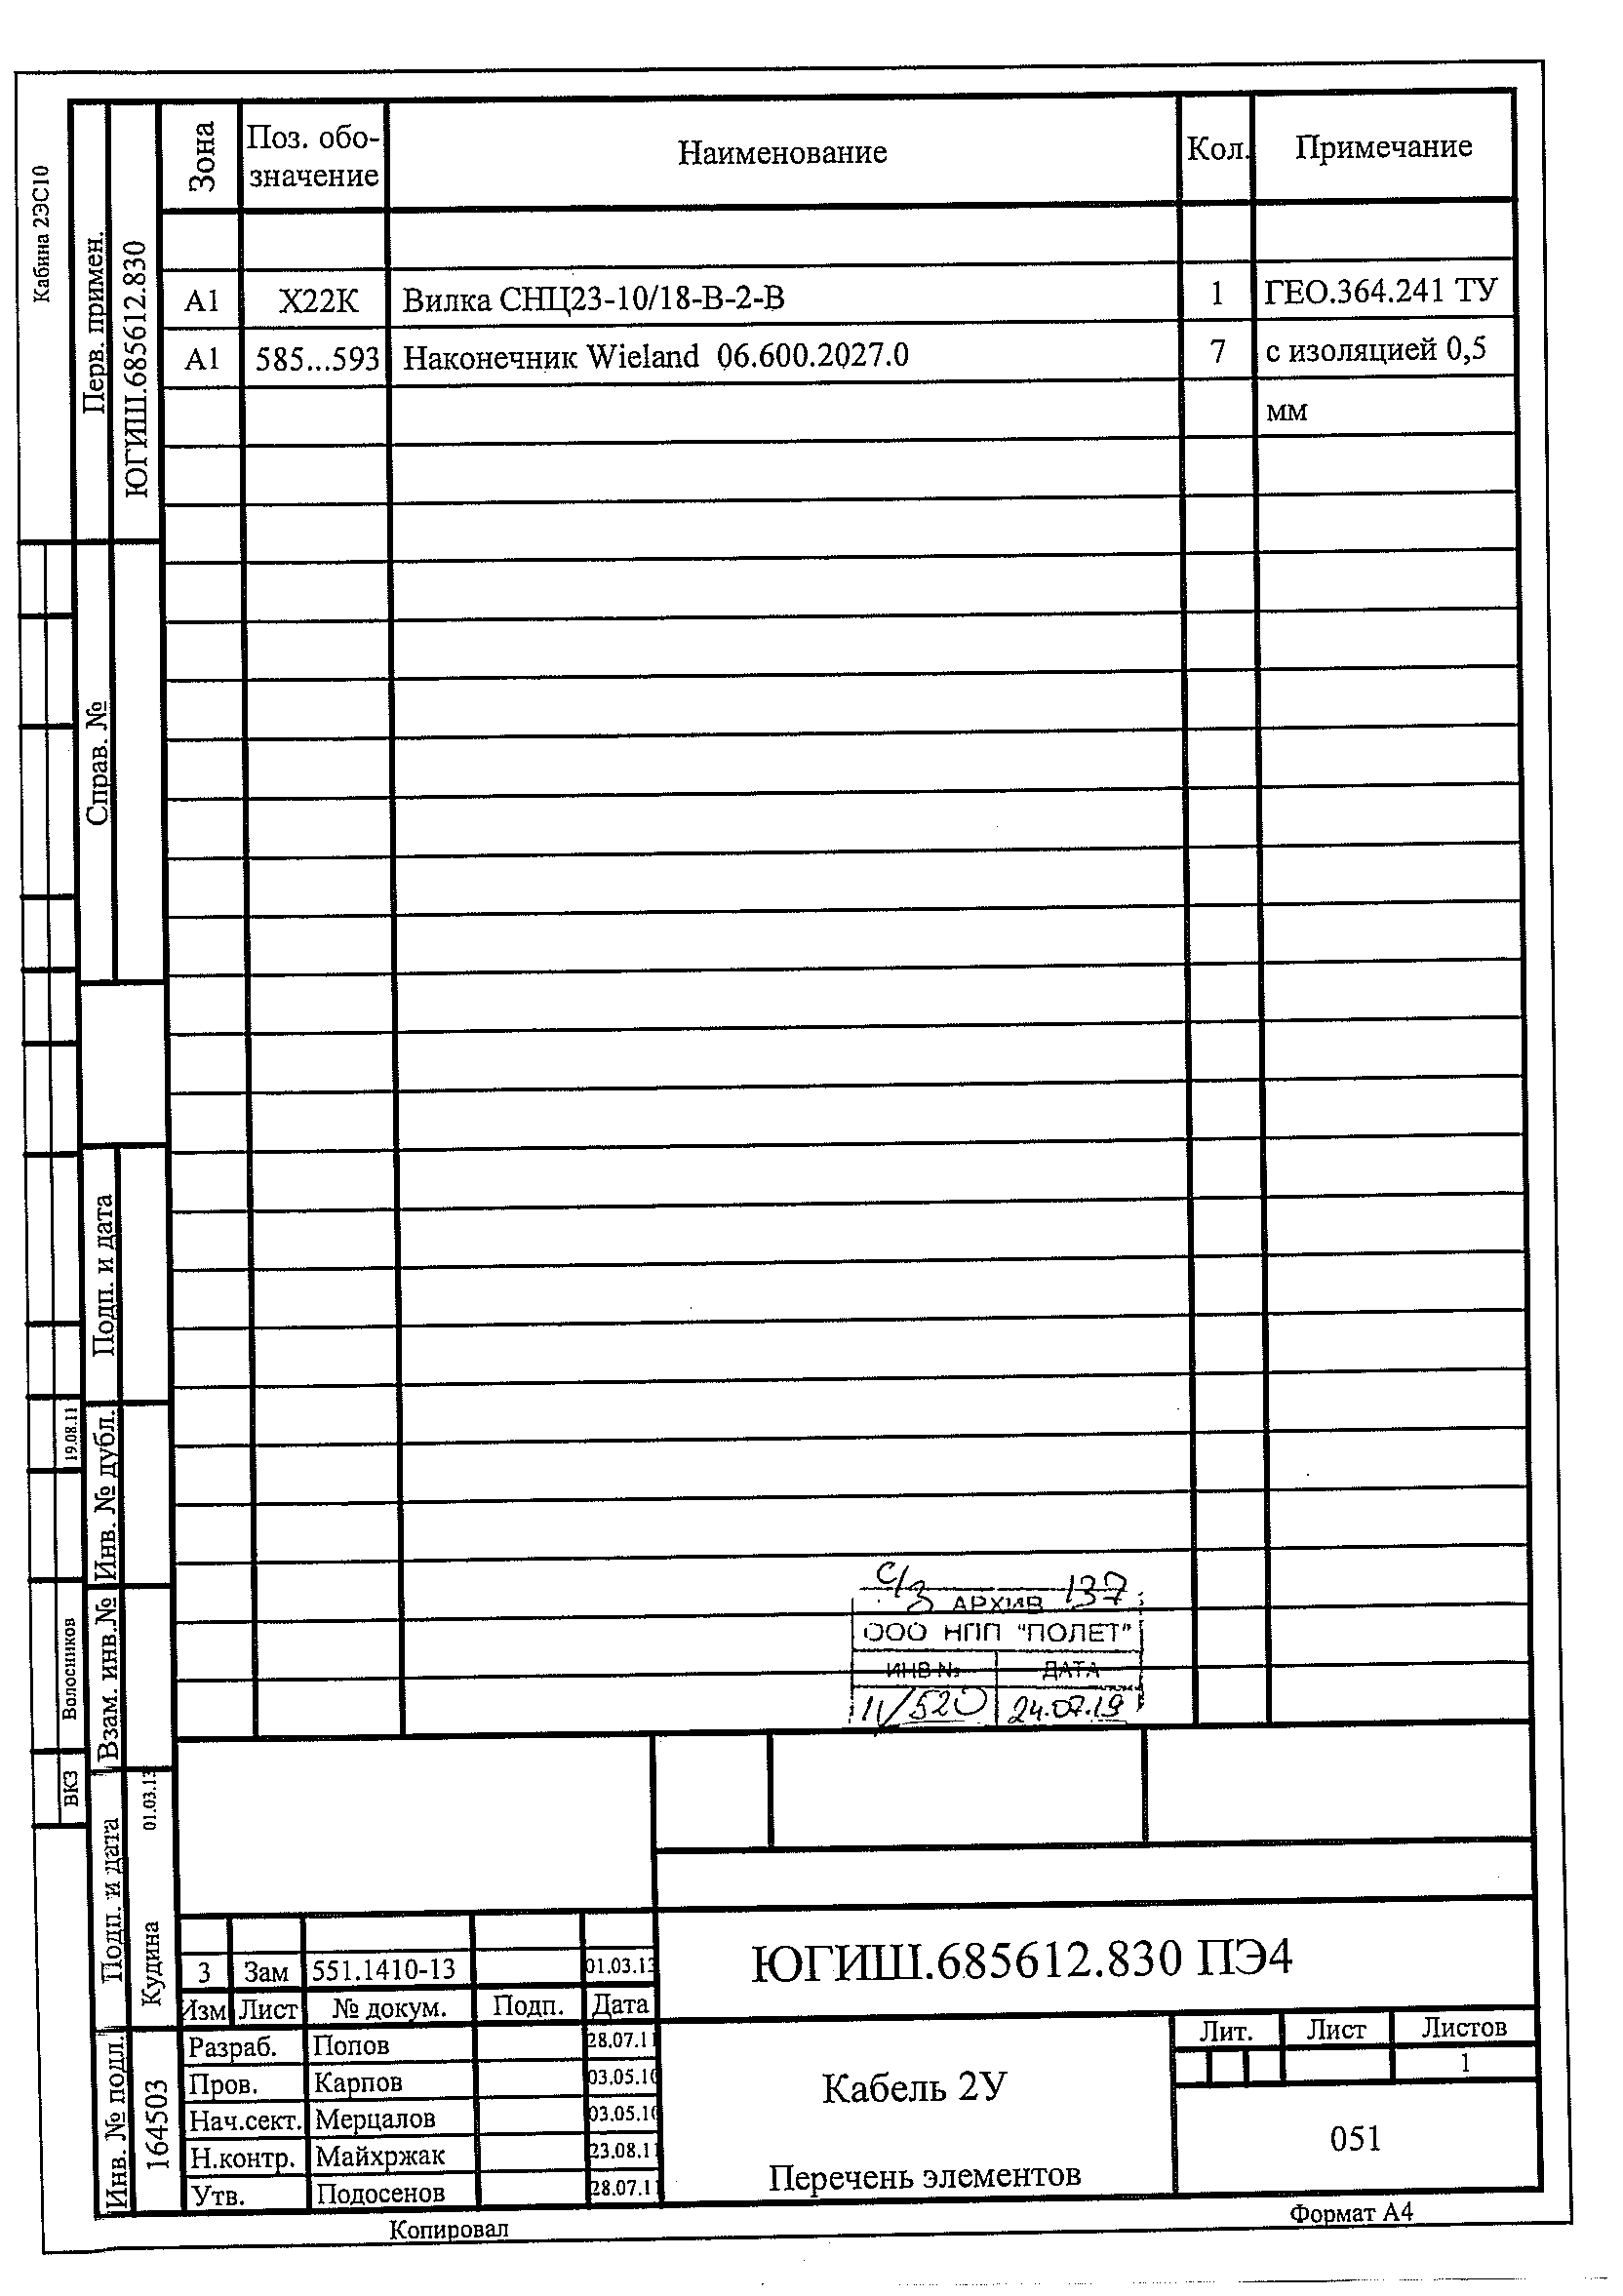 Кабина 2ЭС10
Перв. примен.
ЮГИШ.685612.830
Справ. №
Подп. и дата
Инв. № дубл.
Взам. инв.№
Подп. и дата
Инв. № подл.
19.08.11
Волосников
ВКЗ
01.03.13
Кудина
164503
Зона Поз. обо- Наименование Кол. Примечание
значение
А1 Х22К Вилка СНЦ23-10/18-В-2-В 1 ГЕО.364.241 ТУ
А1 585...593 Наконечник Wieland 06.600.2027.0 7 с изоляцией 0,5
мм
с/з 137
АРХИВ
ООО НПП "ПОЛЕТ"
ИНВ № ДАТА
11/520 24.07.19
3 Зам 551.1410-13 01.03.13
Изм Лист № докум. Подп. Дата
ЮГИШ.685612.830 ПЭ4
Разраб. Попов 28.07.11
Пров. Карпов 03.05.10
Нач.сект. Мерцалов 03.05.10
Н.контр. Майхржак 23.08.11
Утв. Подосенов 28.07.11
Кабель 2У
Перечень элементов
Лит. Лист Листов
1
051
Копировал Формат А4